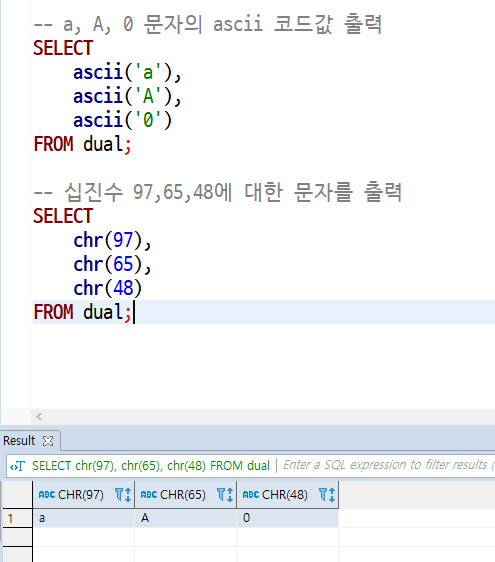 -- a, A, 0 문자의 ascii 코드값 출력
SELECT
ascii('a'),
ascii('A'),
ascii('0')
FROM dual;
-- 십진수 97,65,48에 대한 문자를 출력
SELECT
chr(97),
chr(65),
chr(48)
FROM dual;
Result
SELECT chr(97), chr(65), chr(48) FROM dual
Enter a SQL expression to filter results (
ABC CHR(97) ABC CHR(65) ABC CHR(48)
1 a A 0